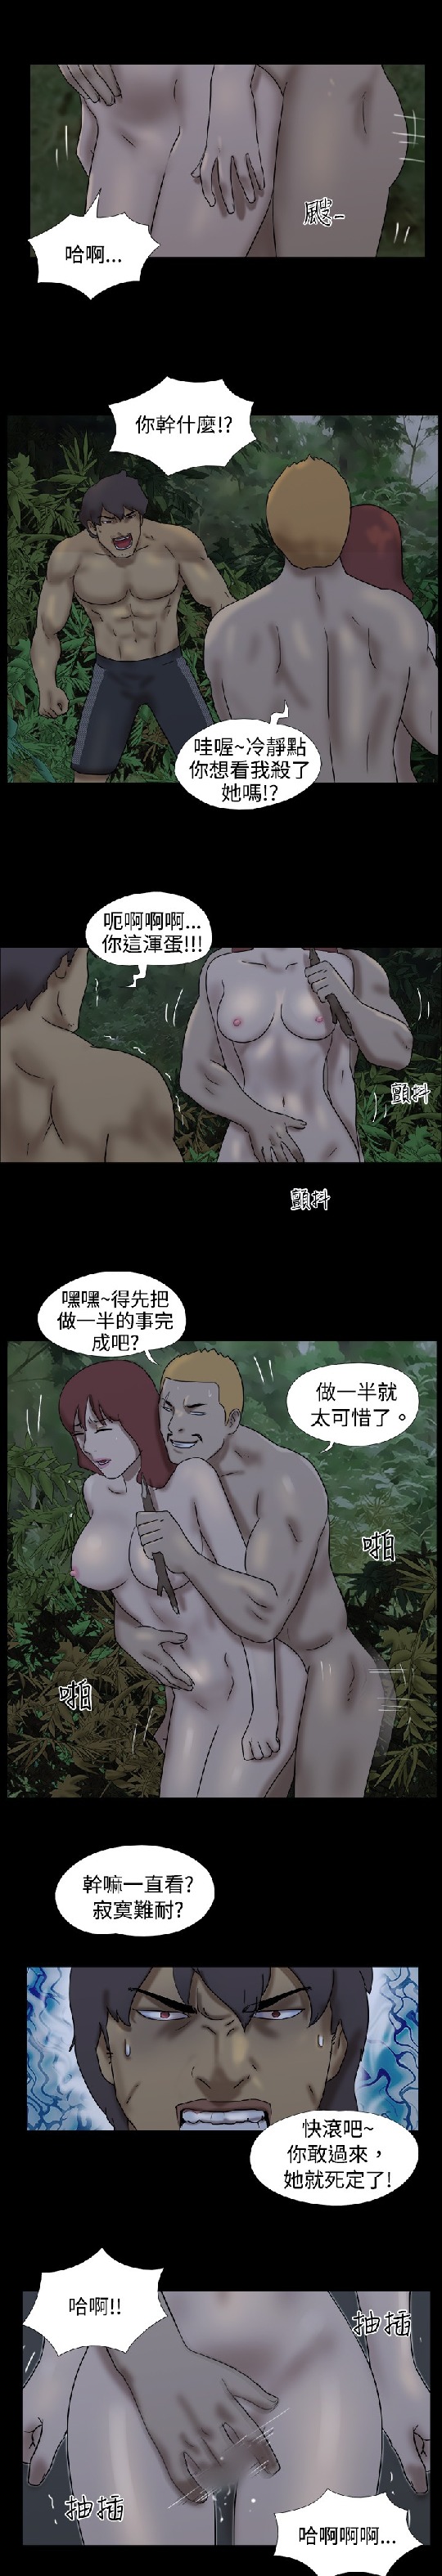 哈啊...
颼-
你幹什麼!?
哇喔~冷靜點
你想看我殺了
她嗎!?
呃啊啊啊...
你這渾蛋!!!
顫抖
顫抖
嘿嘿~得先把
做一半的事完
成吧?
做一半就
太可惜了。
啪
啪
幹嘛一直看?
寂寞難耐?
快滾吧~
你敢過來，
她就死定了!
哈啊!!
抽插
抽插
哈啊啊啊...